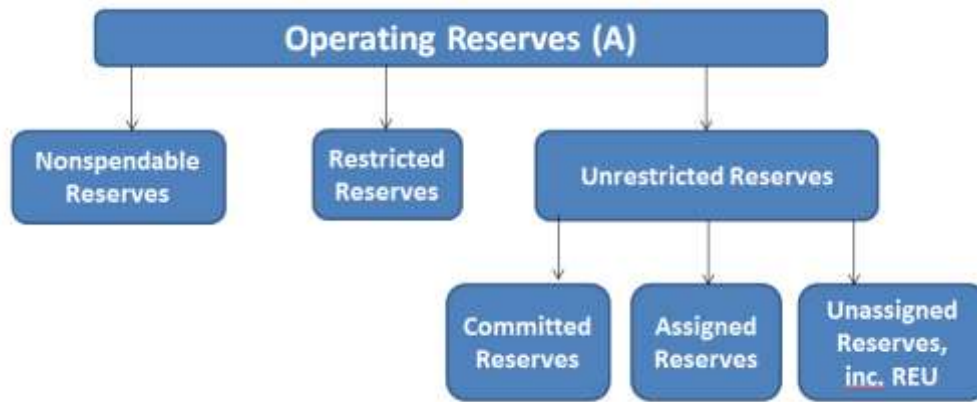 Operating Reserves (A)
Nonspendable
Reserves
Restricted
Reserves
Unrestricted Reserves
Committed
Reserves
Assigned
Reserves
Unassigned
Reserves,
inc. REU